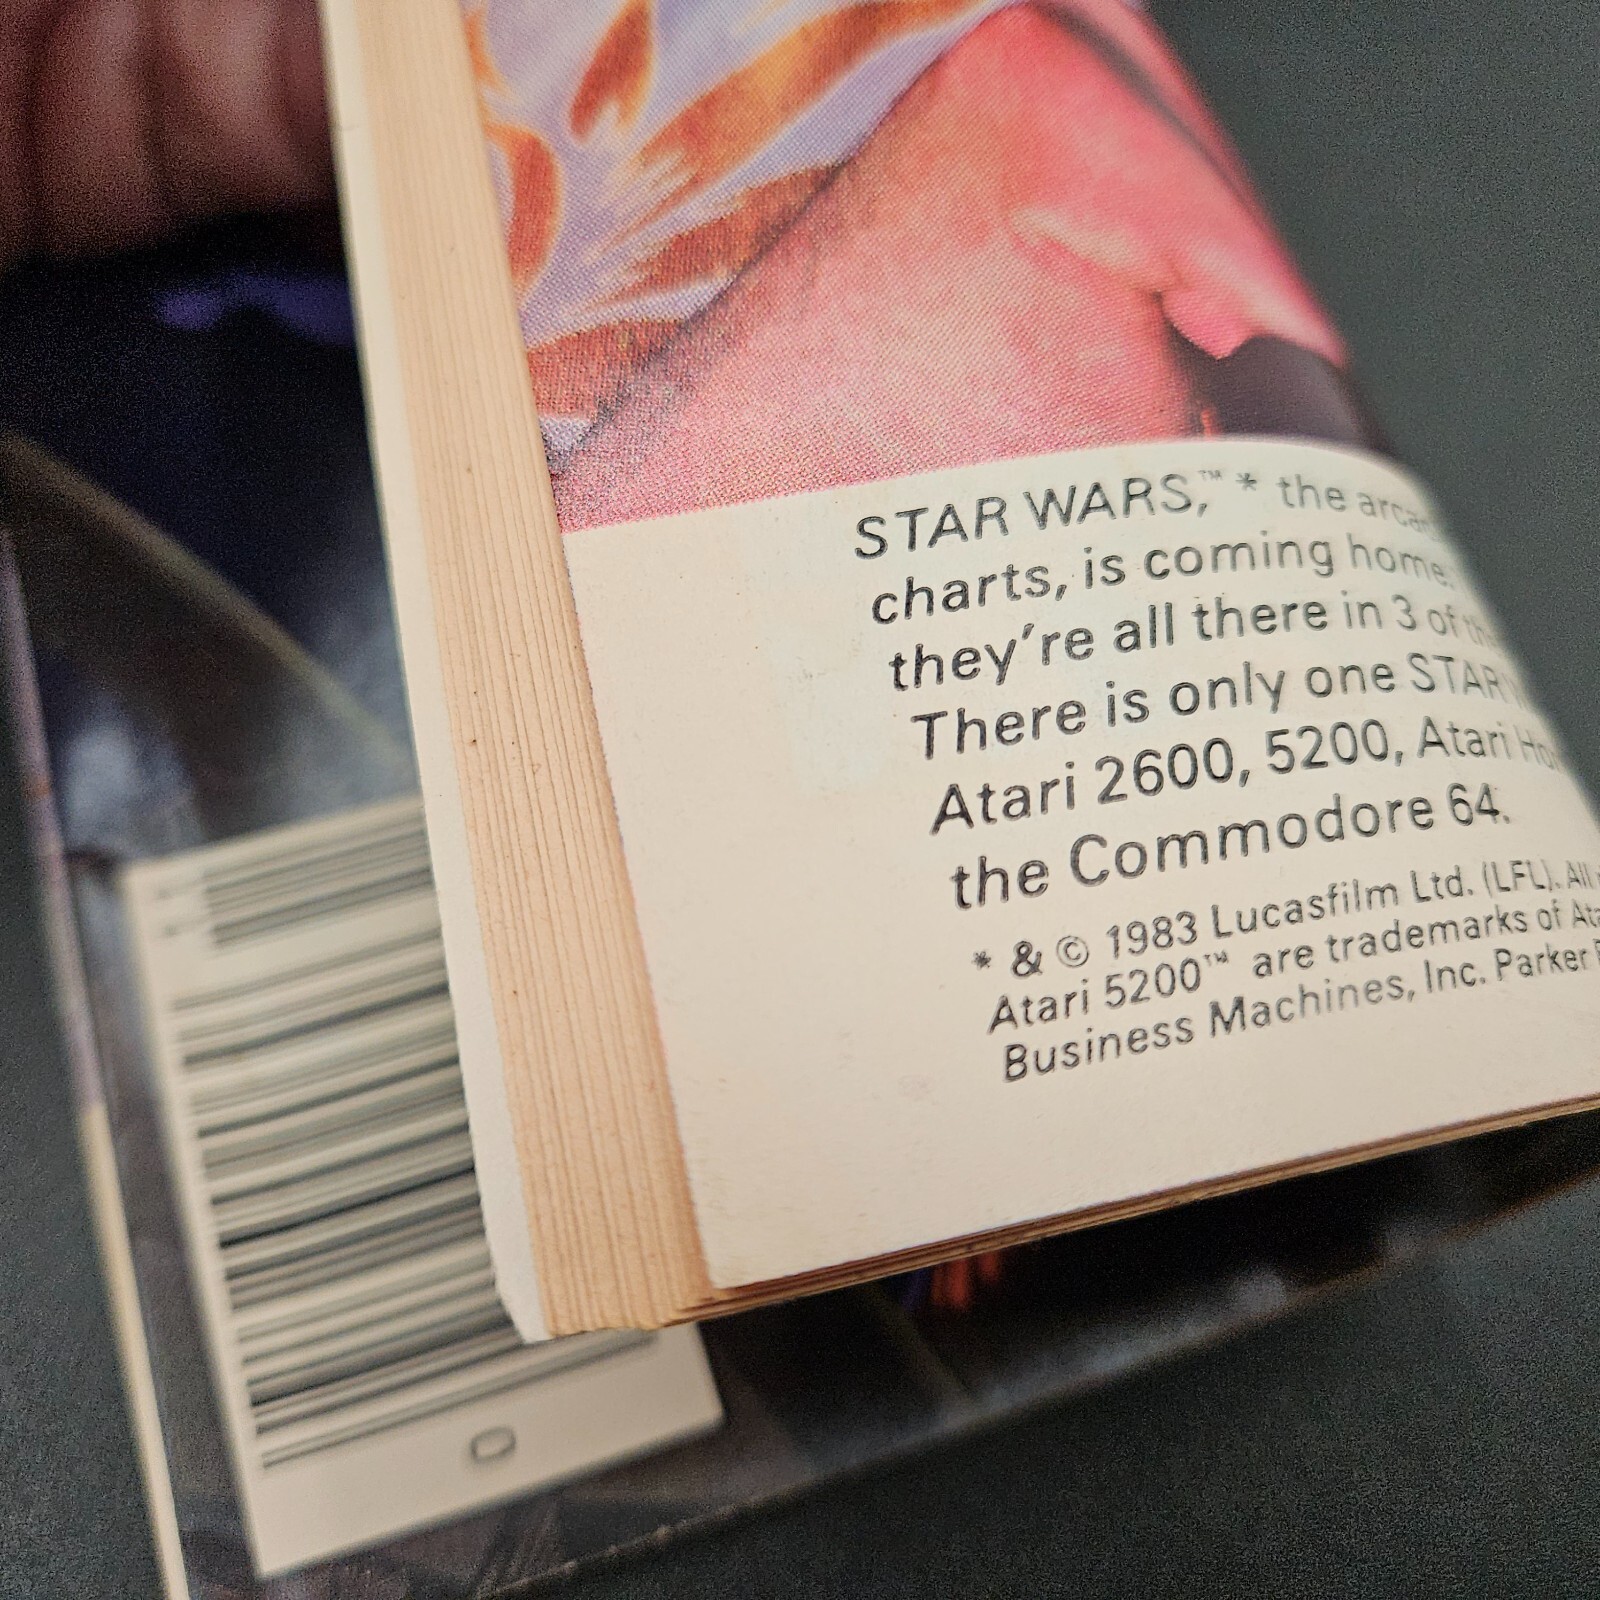 STAR WARS,™* the
charts, is coming home.
they're all there in 3 of
There is only one STAR
Atari 2600, 5200, Atari
the Commodore 64.
* & © 1983 Lucasfilm Ltd. (LFL). All
Atari 5200™ are trademarks of
Business Machines, Inc. Parker
0